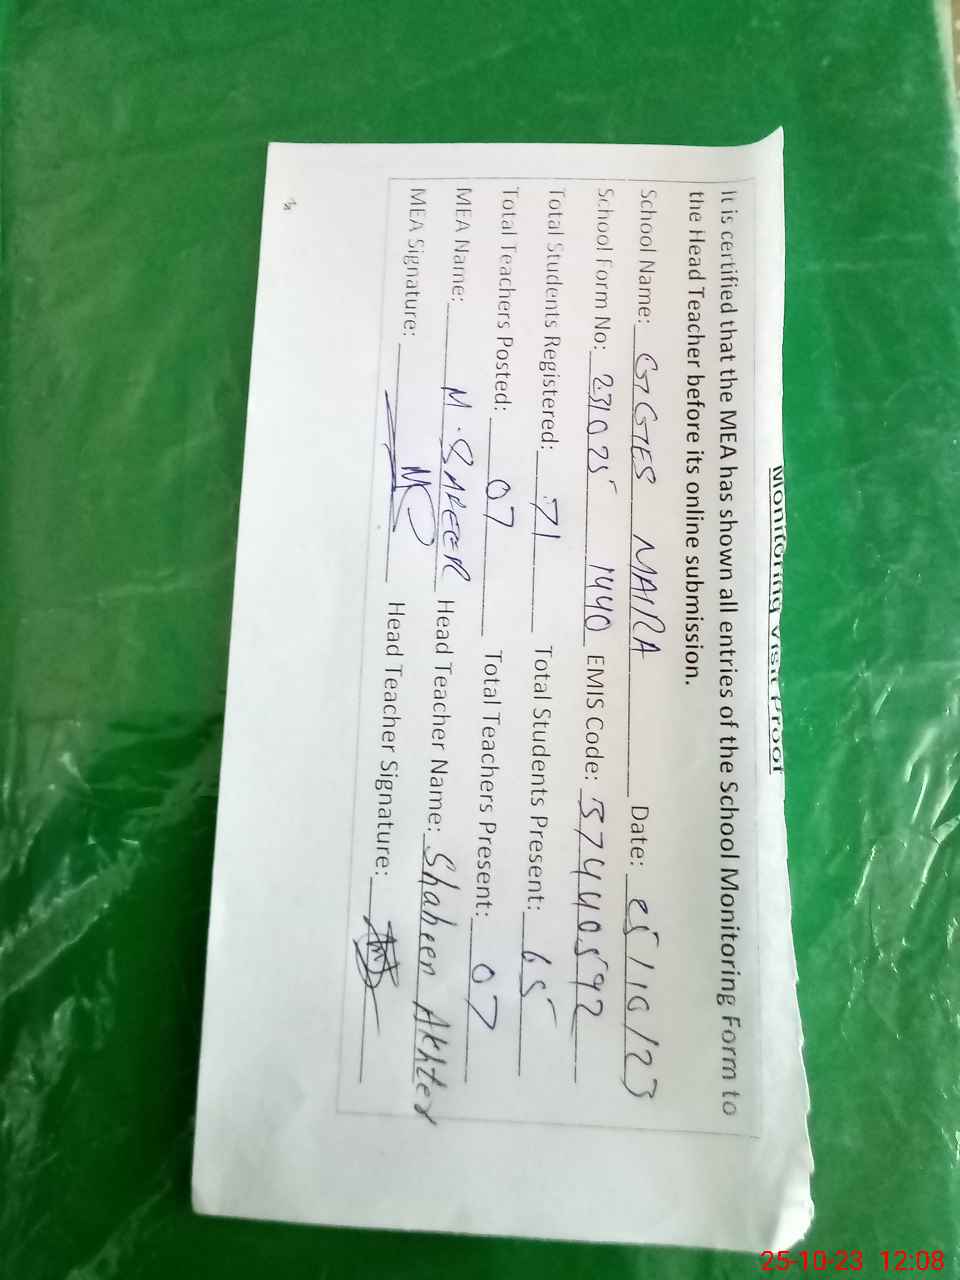 Monitoring Visit Proof
It is certified that the MEA has shown all entries of the School Monitoring Form to
the Head Teacher before its online submission.
School Name: GGES MAIRA Date: 25/10/23
School Form No: 231025 1440 EMIS Code: 37440592
Total Students Registered: 71 Total Students Present: 65
Total Teachers Posted: 07 Total Teachers Present: 07
MEA Name: M. SAPEER Head Teacher Name: Shaheen Akhter
MEA Signature: Head Teacher Signature:
25-10-23 12:08